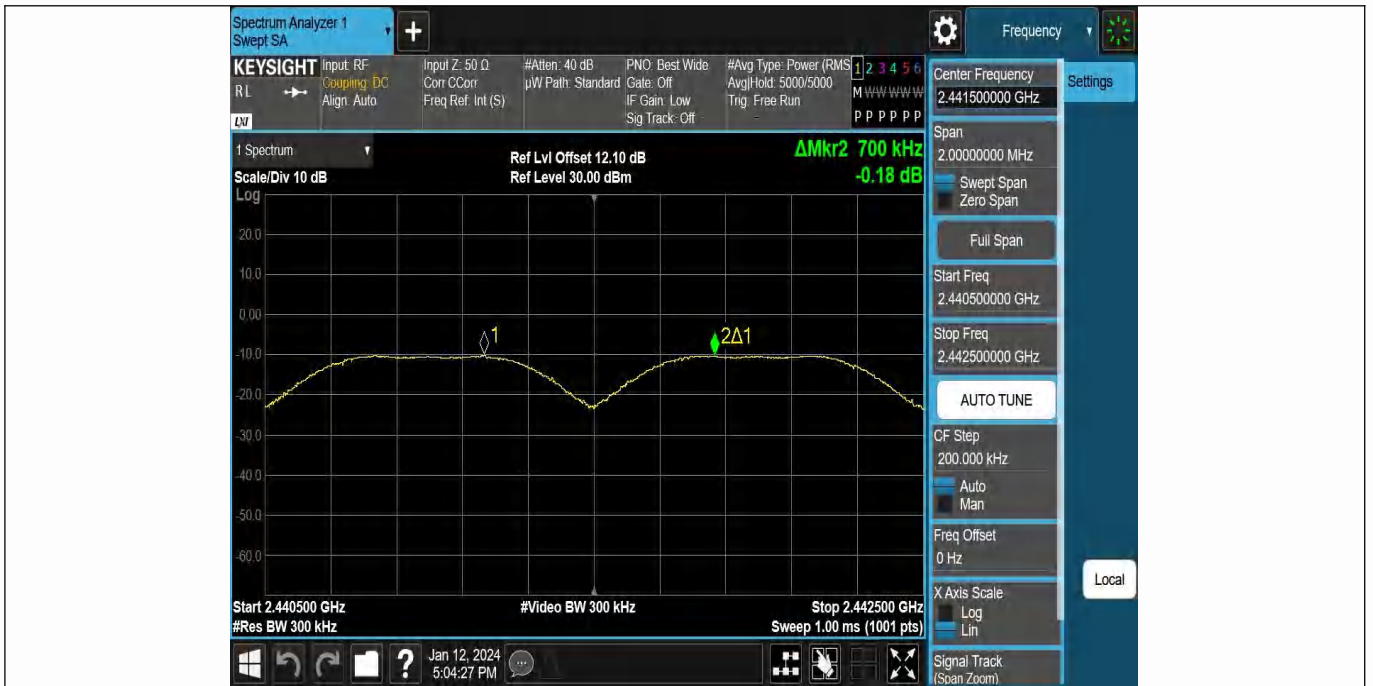 Spectrum Analyzer 1
Swept SA
+
Frequency
KEYSIGHT
Input: RF
Coupling: DC
Align: Auto
Input Z: 50 Ω
Corr CCorr
Freq Ref: Int (S)
#Atten: 40 dB
µW Path: Standard
PNO: Best Wide
Gate: Off
IF Gain: Low
Sig Track: Off
#Avg Type: Power (RMS
Avg|Hold: 5000/5000
Trig: Free Run
1 2 3 4 5 6
M W W W W W
P P P P P P
R L
LXI
1 Spectrum
Scale/Div 10 dB
Log
Ref Lvl Offset 12.10 dB
Ref Level 30.00 dBm
ΔMkr2 700 kHz
-0.18 dB
20.0
10.0
0.00
-10.0
-20.0
-30.0
-40.0
-50.0
-60.0
1
2Δ1
Start 2.440500 GHz
#Res BW 300 kHz
#Video BW 300 kHz
Stop 2.442500 GHz
Sweep 1.00 ms (1001 pts)
Center Frequency
2.441500000 GHz
Settings
Span
2.00000000 MHz
Swept Span
Zero Span
Full Span
Start Freq
2.440500000 GHz
Stop Freq
2.442500000 GHz
AUTO TUNE
CF Step
200.000 kHz
Auto
Man
Freq Offset
0 Hz
X Axis Scale
Log
Lin
Local
Signal Track
(Span Zoom)
?
Jan 12, 2024
5:04:27 PM